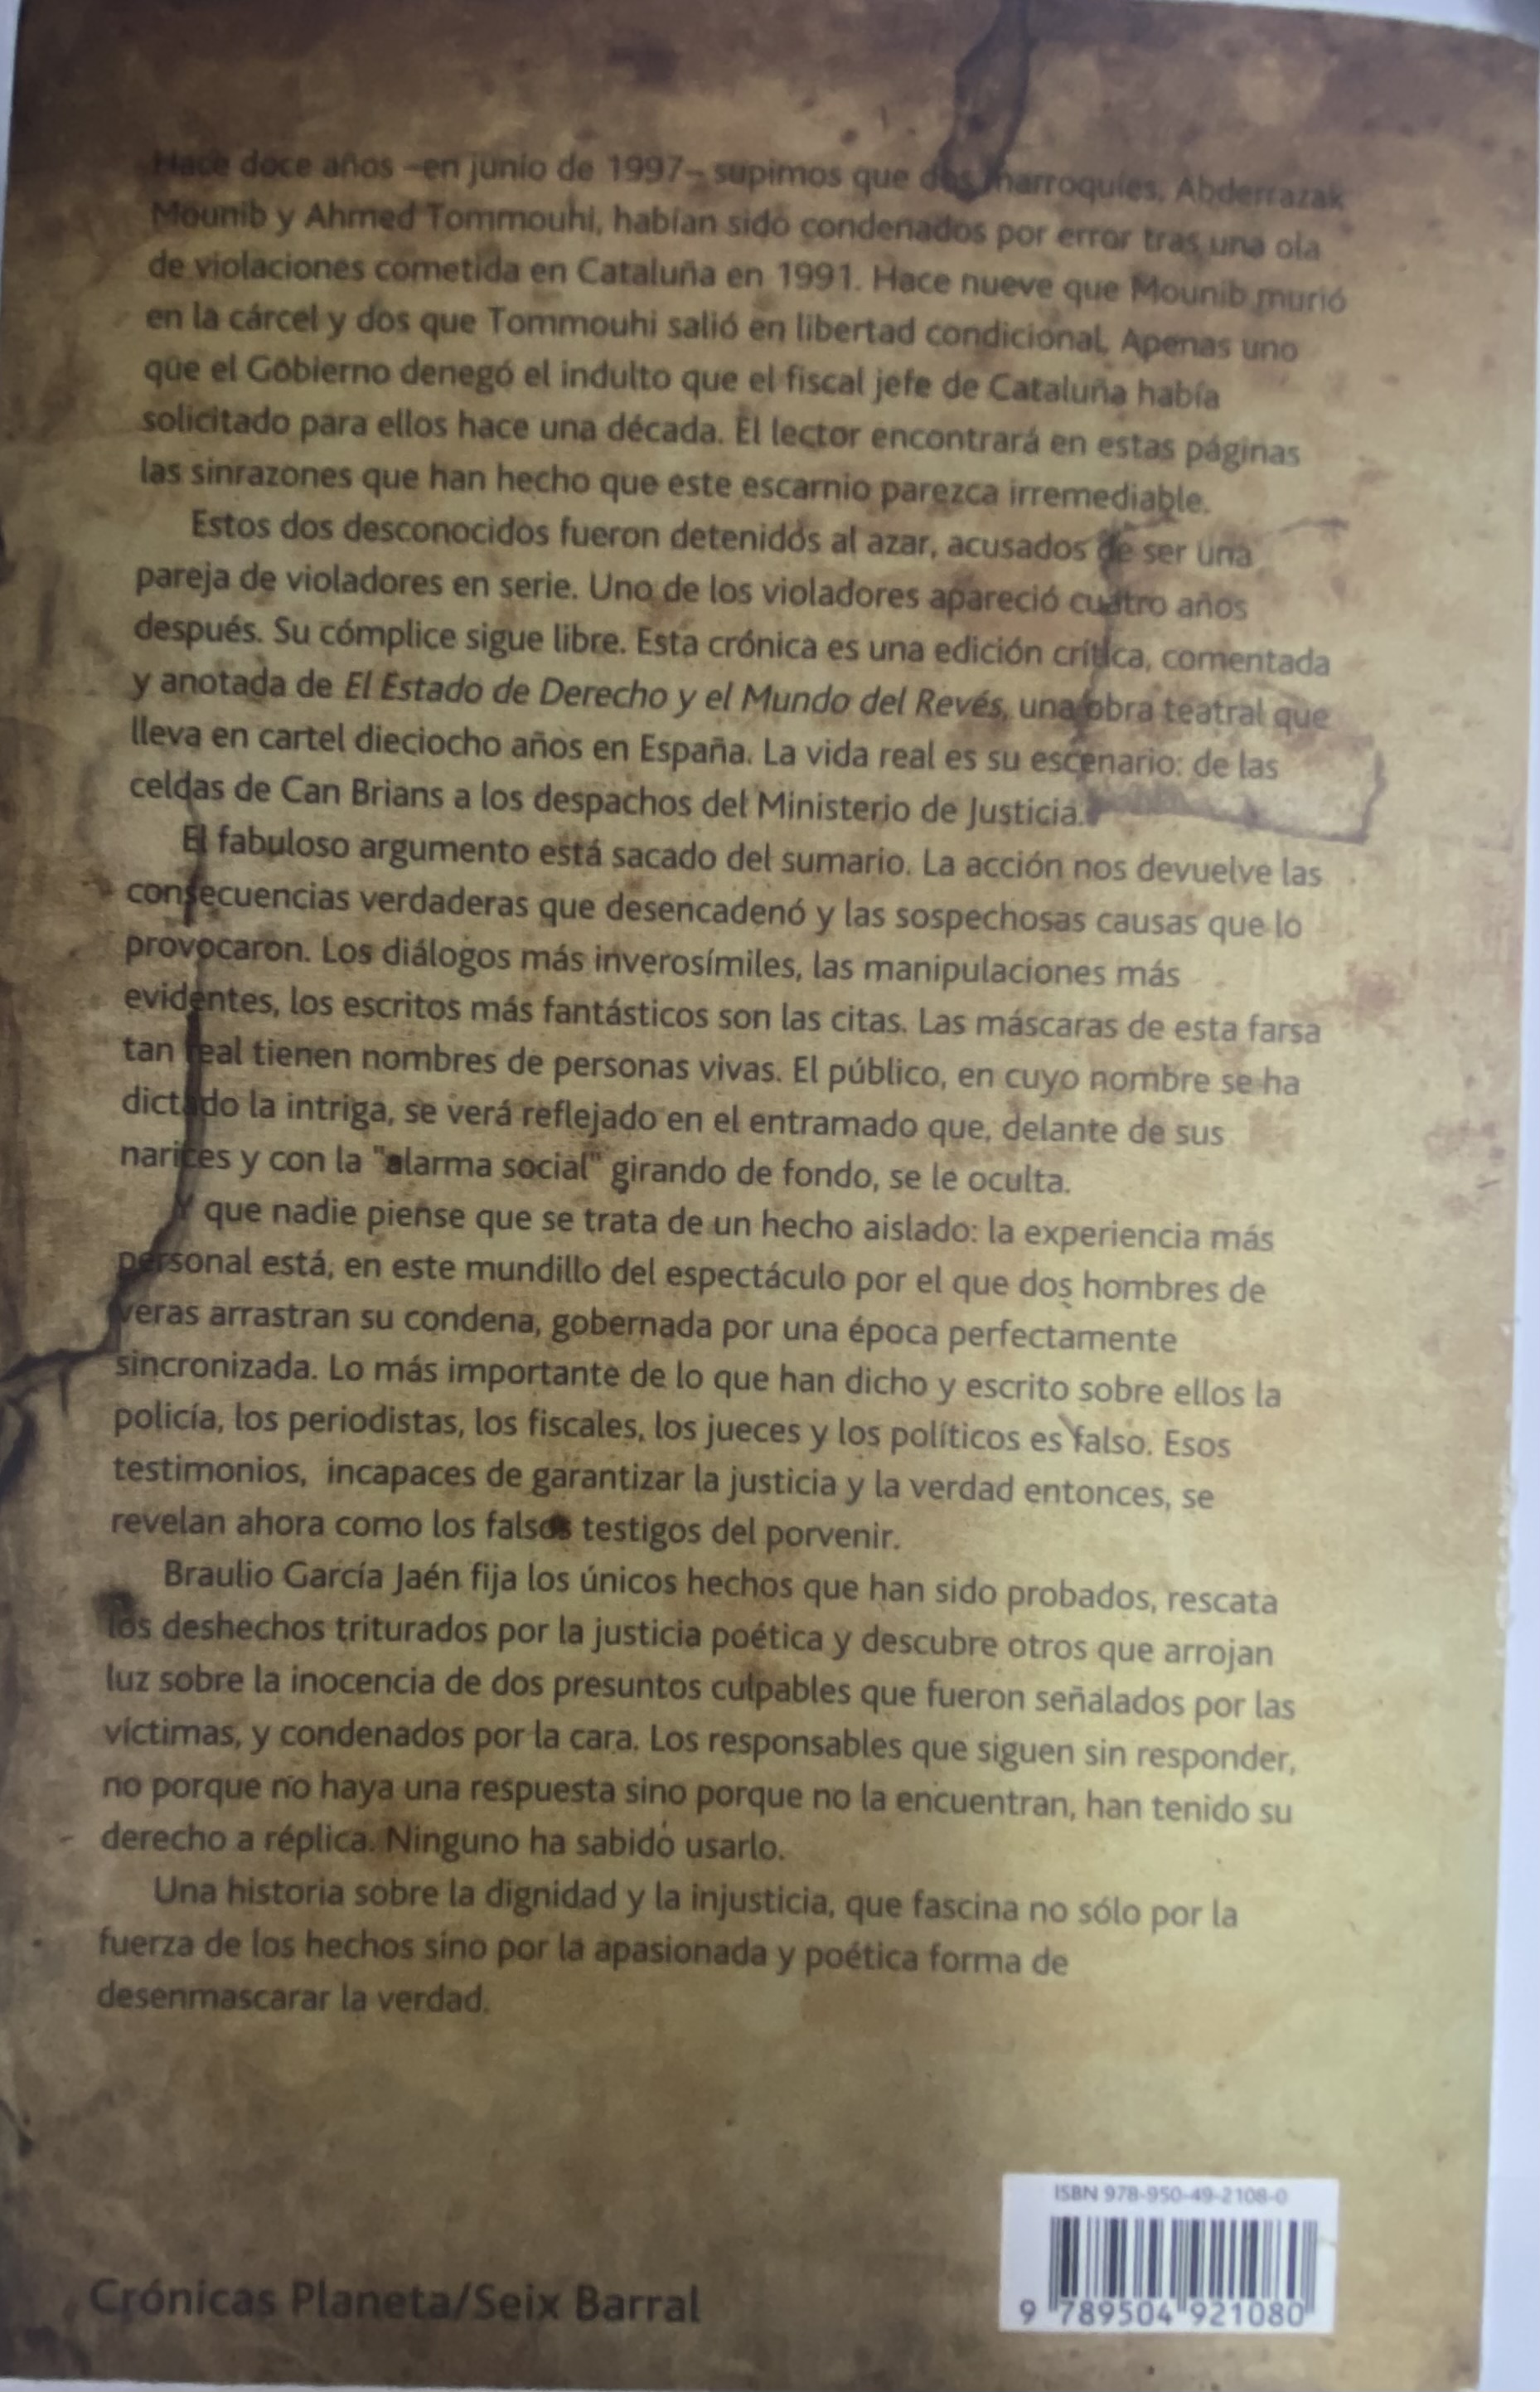 Hace doce años –en junio de 1997– supimos que dos marroquíes, Abderrazak
Mounib y Ahmed Tommouhi, habían sido condenados por error tras una ola
de violaciones cometida en Cataluña en 1991. Hace nueve que Mounib murió
en la cárcel y dos que Tommouhi salió en libertad condicional. Apenas uno
que el Gobierno denegó el indulto que el fiscal jefe de Cataluña había
solicitado para ellos hace una década. El lector encontrará en estas páginas
las sinrazones que han hecho que este escarnio parezca irremediable.
Estos dos desconocidos fueron detenidos al azar, acusados de ser una
pareja de violadores en serie. Uno de los violadores apareció cuatro años
después. Su cómplice sigue libre. Esta crónica es una edición crítica, comentada
y anotada de El Estado de Derecho y el Mundo del Revés, una obra teatral que
lleva en cartel dieciocho años en España. La vida real es su escenario: de las
celdas de Can Brians a los despachos del Ministerio de Justicia.
El fabuloso argumento está sacado del sumario. La acción nos devuelve las
consecuencias verdaderas que desencadenó y las sospechosas causas que lo
provocaron. Los diálogos más inverosímiles, las manipulaciones más
evidentes, los escritos más fantásticos son las citas. Las máscaras de esta farsa
tan real tienen nombres de personas vivas. El público, en cuyo nombre se ha
dictado la intriga, se verá reflejado en el entramado que, delante de sus
narices y con la "alarma social" girando de fondo, se le oculta.
Y que nadie piense que se trata de un hecho aislado: la experiencia más
personal está, en este mundillo del espectáculo por el que dos hombres de
veras arrastran su condena, gobernada por una época perfectamente
sincronizada. Lo más importante de lo que han dicho y escrito sobre ellos la
policía, los periodistas, los fiscales, los jueces y los políticos es falso. Esos
testimonios, incapaces de garantizar la justicia y la verdad entonces, se
revelan ahora como los falsos testigos del porvenir.
Braulio García Jaén fija los únicos hechos que han sido probados, rescata
los deshechos triturados por la justicia poética y descubre otros que arrojan
luz sobre la inocencia de dos presuntos culpables que fueron señalados por las
víctimas, y condenados por la cara. Los responsables que siguen sin responder,
no porque no haya una respuesta sino porque no la encuentran, han tenido su
derecho a réplica. Ninguno ha sabido usarlo.
Una historia sobre la dignidad y la injusticia, que fascina no sólo por la
fuerza de los hechos sino por la apasionada y poética forma de
desenmascarar la verdad.
ISBN 978-950-49-2108-0
9 789504 921080
Crónicas Planeta/Seix Barral